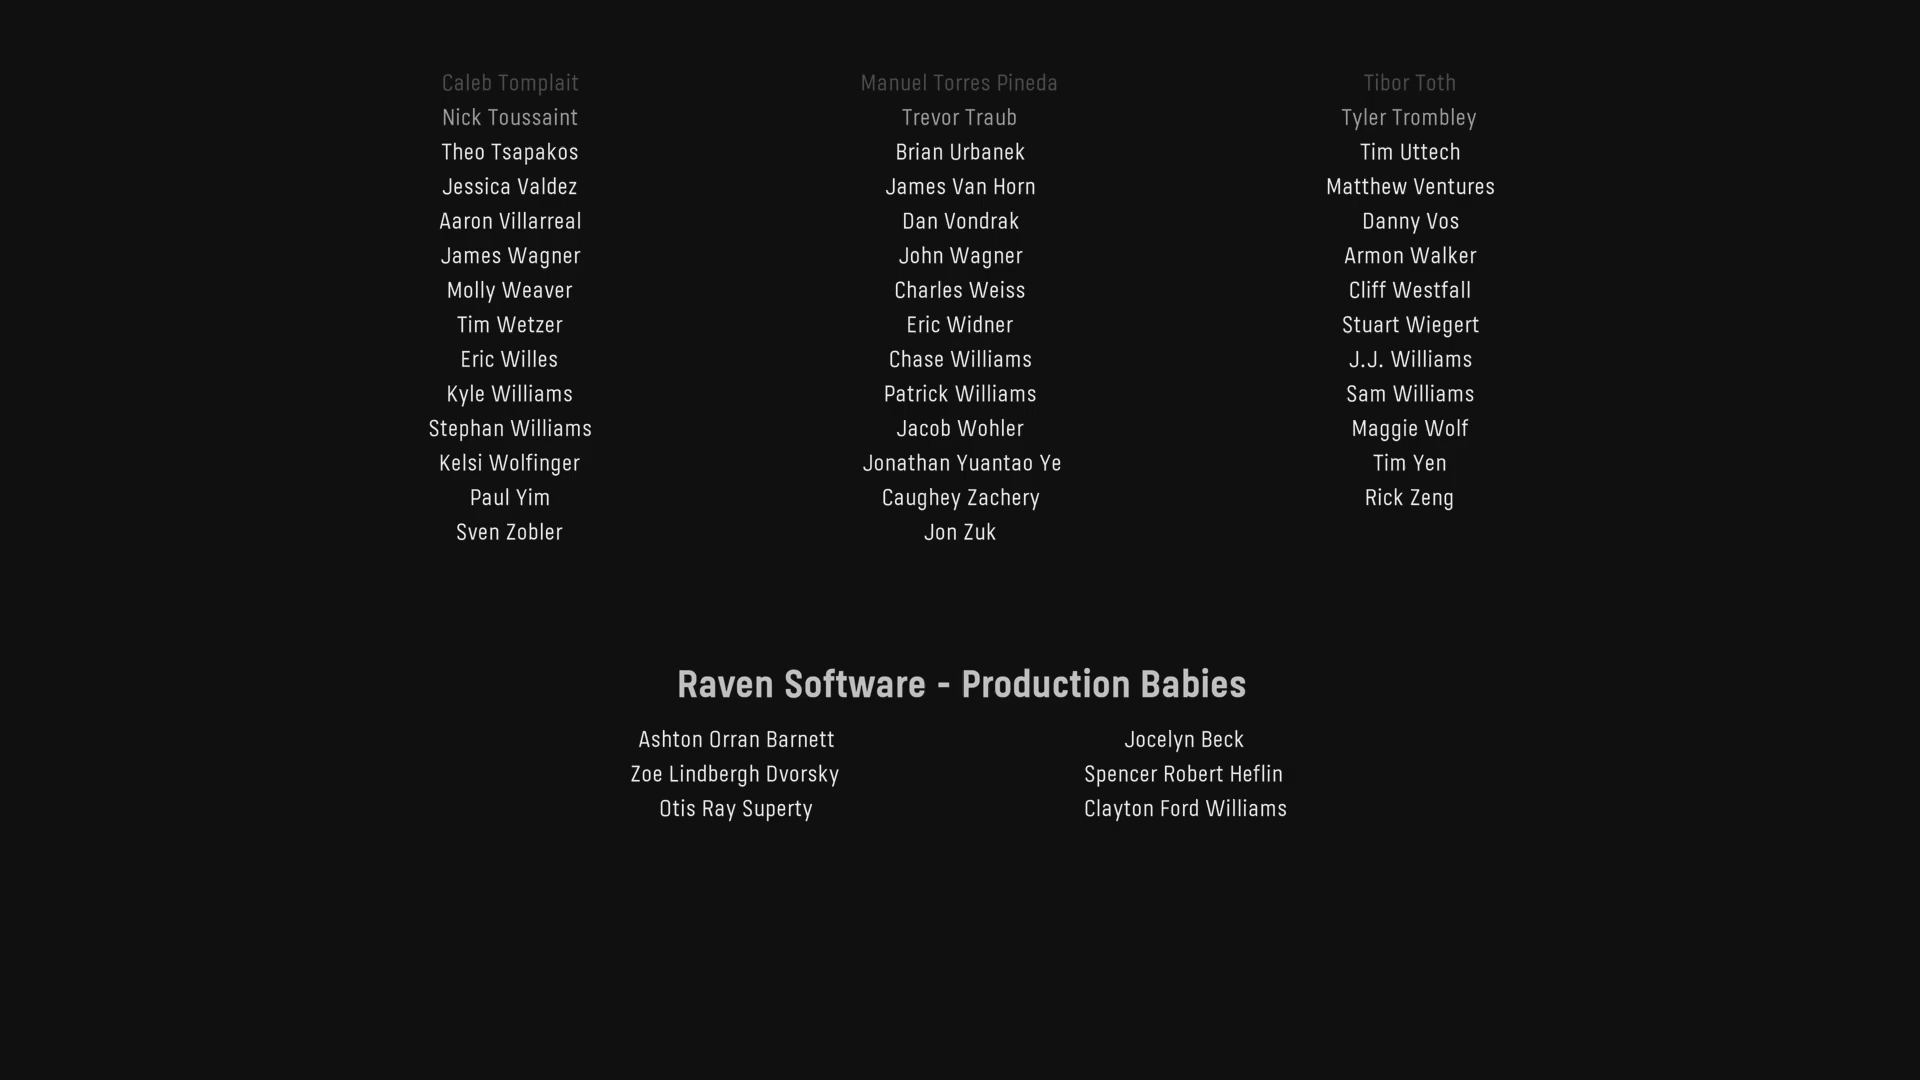 Caleb Tomplait Manuel Torres Pineda Tibor Toth
Nick Toussaint Trevor Traub Tyler Trombley
Theo Tsapakos Brian Urbanek Tim Uttech
Jessica Valdez James Van Horn Matthew Ventures
Aaron Villarreal Dan Vondrak Danny Vos
James Wagner John Wagner Armon Walker
Molly Weaver Charles Weiss Cliff Westfall
Tim Wetzer Eric Widner Stuart Wiegert
Eric Willes Chase Williams J.J. Williams
Kyle Williams Patrick Williams Sam Williams
Stephan Williams Jacob Wohler Maggie Wolf
Kelsi Wolfinger Jonathan Yuantao Ye Tim Yen
Paul Yim Caughey Zachery Rick Zeng
Sven Zobler Jon Zuk
Raven Software - Production Babies
Ashton Orran Barnett Jocelyn Beck
Zoe Lindbergh Dvorsky Spencer Robert Heflin
Otis Ray Superty Clayton Ford Williams